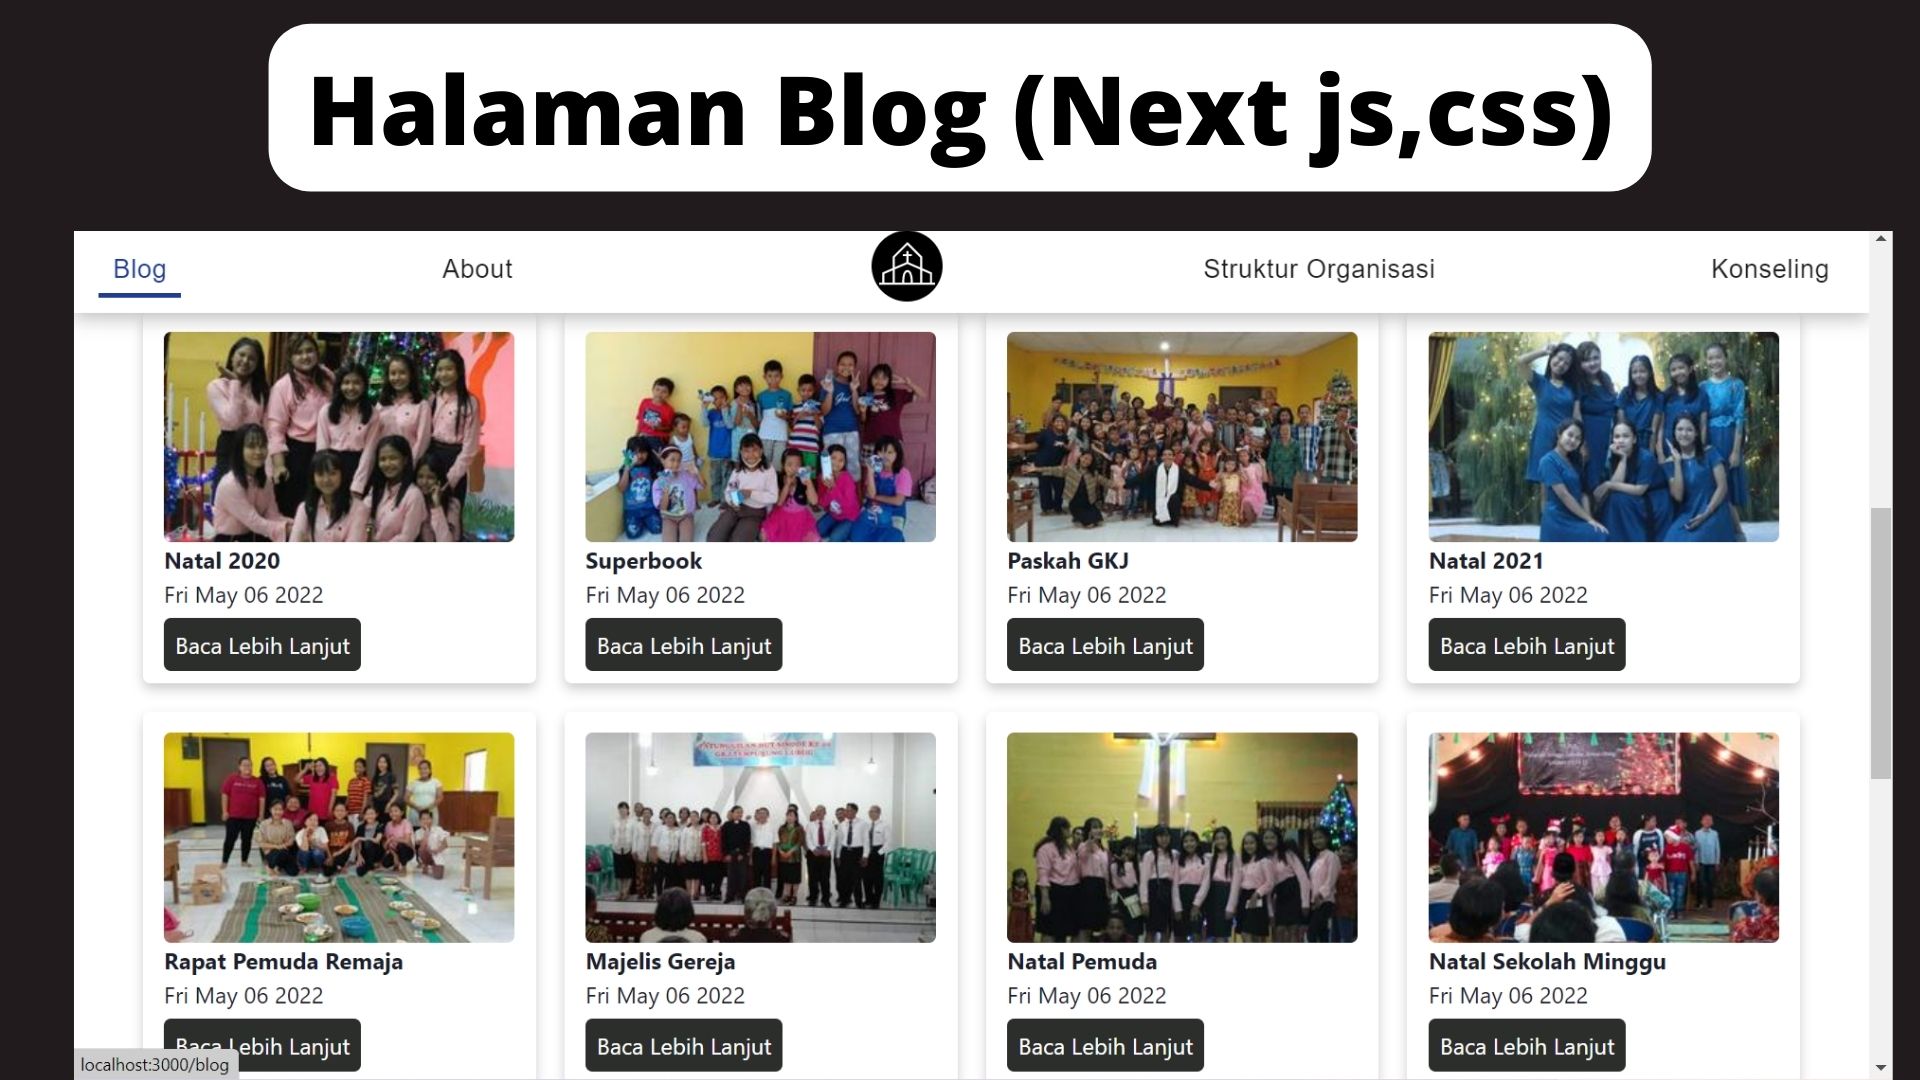 Halaman Blog (Next js,css)
Blog
About
Struktur Organisasi
Konseling
Natal 2020
Fri May 06 2022
Baca Lebih Lanjut
Superbook
Fri May 06 2022
Baca Lebih Lanjut
Paskah GKJ
Fri May 06 2022
Baca Lebih Lanjut
Natal 2021
Fri May 06 2022
Baca Lebih Lanjut
Rapat Pemuda Remaja
Fri May 06 2022
Baca Lebih Lanjut
Majelis Gereja
Fri May 06 2022
Baca Lebih Lanjut
Natal Pemuda
Fri May 06 2022
Baca Lebih Lanjut
Natal Sekolah Minggu
Fri May 06 2022
Baca Lebih Lanjut
localhost:3000/blog